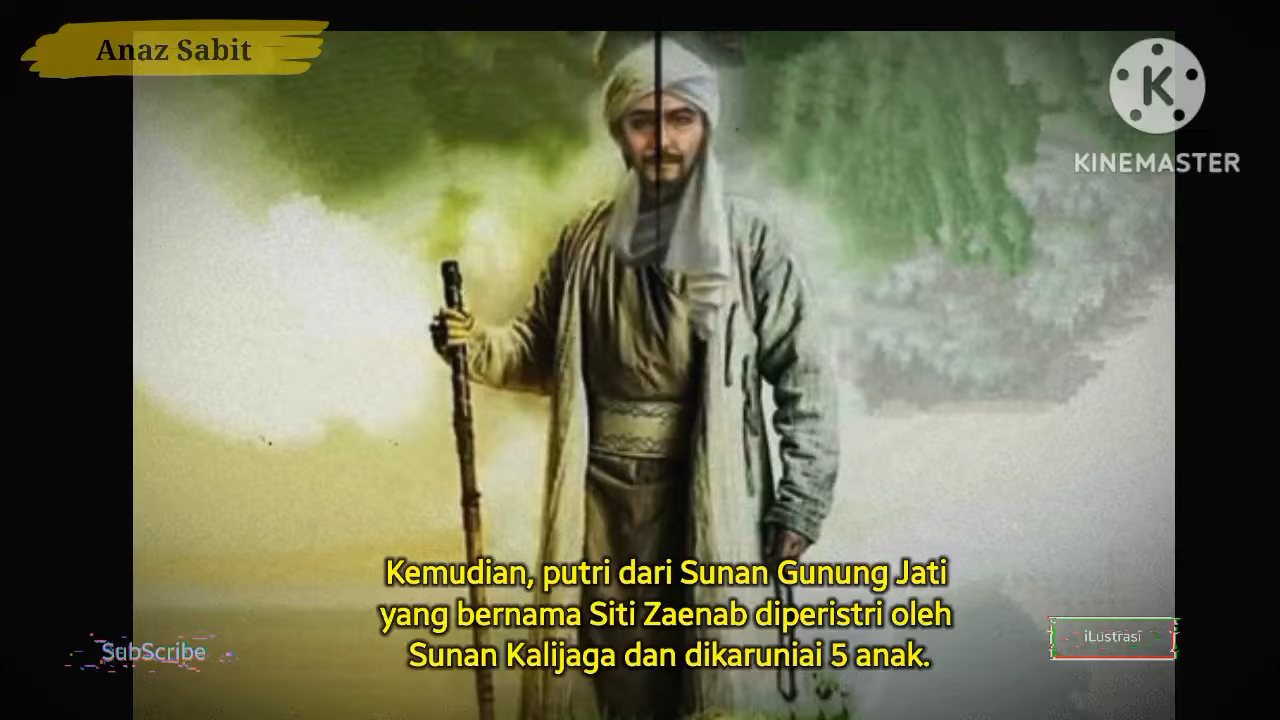 Anaz Sabit
KINEMASTER
Kemudian, putri dari Sunan Gunung Jati
yang bernama Siti Zaenab diperistri oleh
Sunan Kalijaga dan dikaruniai 5 anak.
SubScribe
iLustrasi